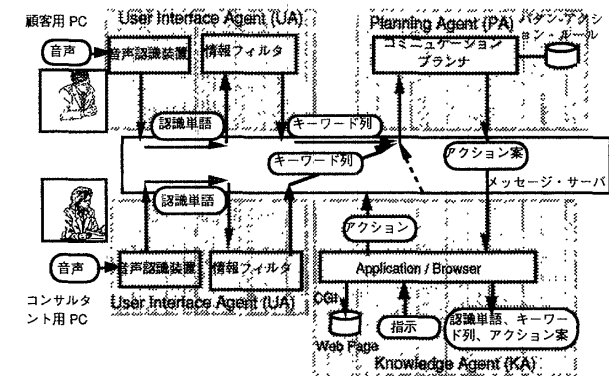 顧客用 PC
User Interface Agent (UA)
Planning Agent (PA)
パタン-アクシ
ョン・ルール
音声
音声認識装置
情報フィルタ
コミュニケーション
プランナ
認識単語
キーワード列
キーワード列
アクション案
メッセージ・サーバ
認識単語
アクション
音声
音声認識装置
情報フィルタ
Application / Browser
コンサルタ
ント用 PC
User Interface Agent (UA)
CGI
指示
認識単語、キーワー
ド列、アクション案
Web Page
Knowledge Agent (KA)